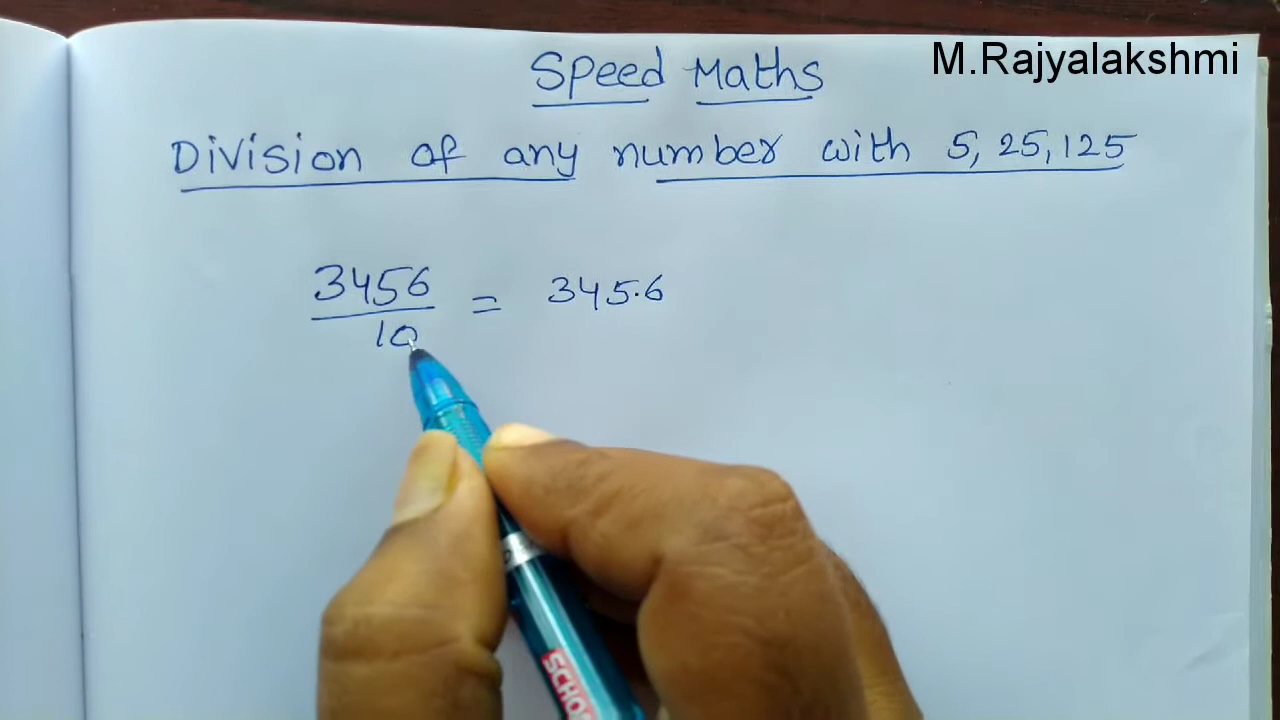 M.Rajyalakshmi
Speed Maths
Division of any number with 5, 25, 125
3456
10
= 345.6